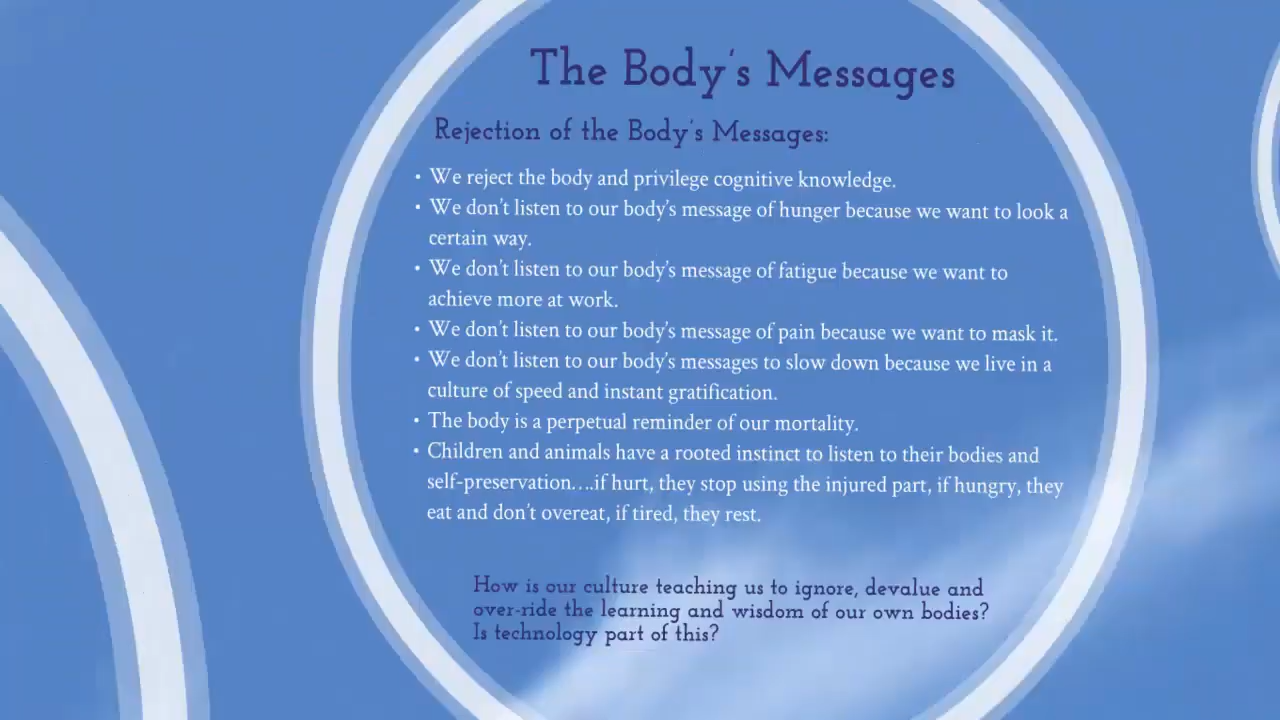 The Body's Messages
Rejection of the Body's Messages:
• We reject the body and privilege cognitive knowledge.
• We don't listen to our body's message of hunger because we want to look a
certain way.
• We don't listen to our body's message of fatigue because we want to
achieve more at work.
• We don't listen to our body's message of pain because we want to mask it.
• We don't listen to our body's messages to slow down because we live in a
culture of speed and instant gratification.
• The body is a perpetual reminder of our mortality.
• Children and animals have a rooted instinct to listen to their bodies and
self-preservation....if hurt, they stop using the injured part, if hungry, they
eat and don't overeat, if tired, they rest.
How is our culture teaching us to ignore, devalue and
over-ride the learning and wisdom of our own bodies?
Is technology part of this?